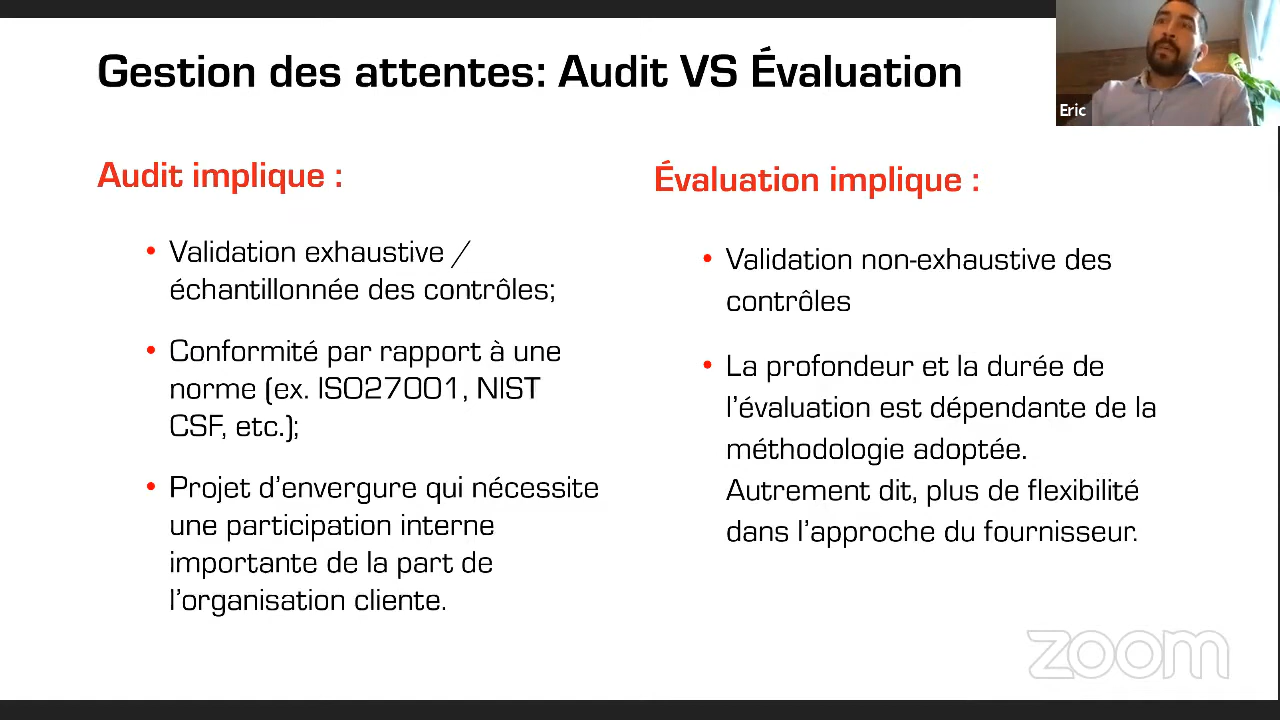 Gestion des attentes: Audit VS Évaluation
Eric
Audit implique :
• Validation exhaustive /
échantillonnée des contrôles;
• Conformité par rapport à une
norme (ex. ISO27001, NIST
CSF, etc.);
• Projet d’envergure qui nécessite
une participation interne
importante de la part de
l’organisation cliente.
Évaluation implique :
• Validation non-exhaustive des
contrôles
• La profondeur et la durée de
l’évaluation est dépendante de la
méthodologie adoptée.
Autrement dit, plus de flexibilité
dans l’approche du fournisseur.
zoom